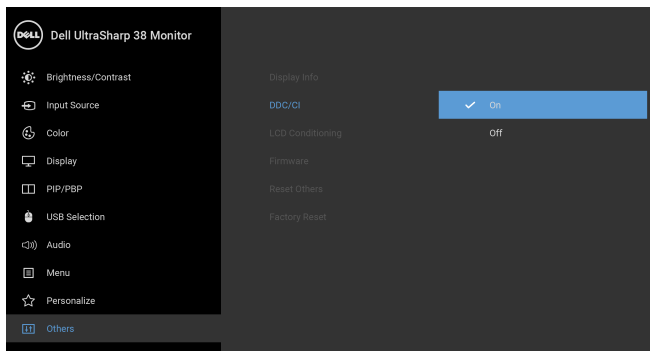 DELL Dell UltraSharp 38 Monitor
Brightness/Contrast
Input Source
Color
Display
PIP/PBP
USB Selection
Audio
Menu
Personalize
Others
Display Info
DDC/CI
LCD Conditioning
Firmware
Reset Others
Factory Reset
On
Off